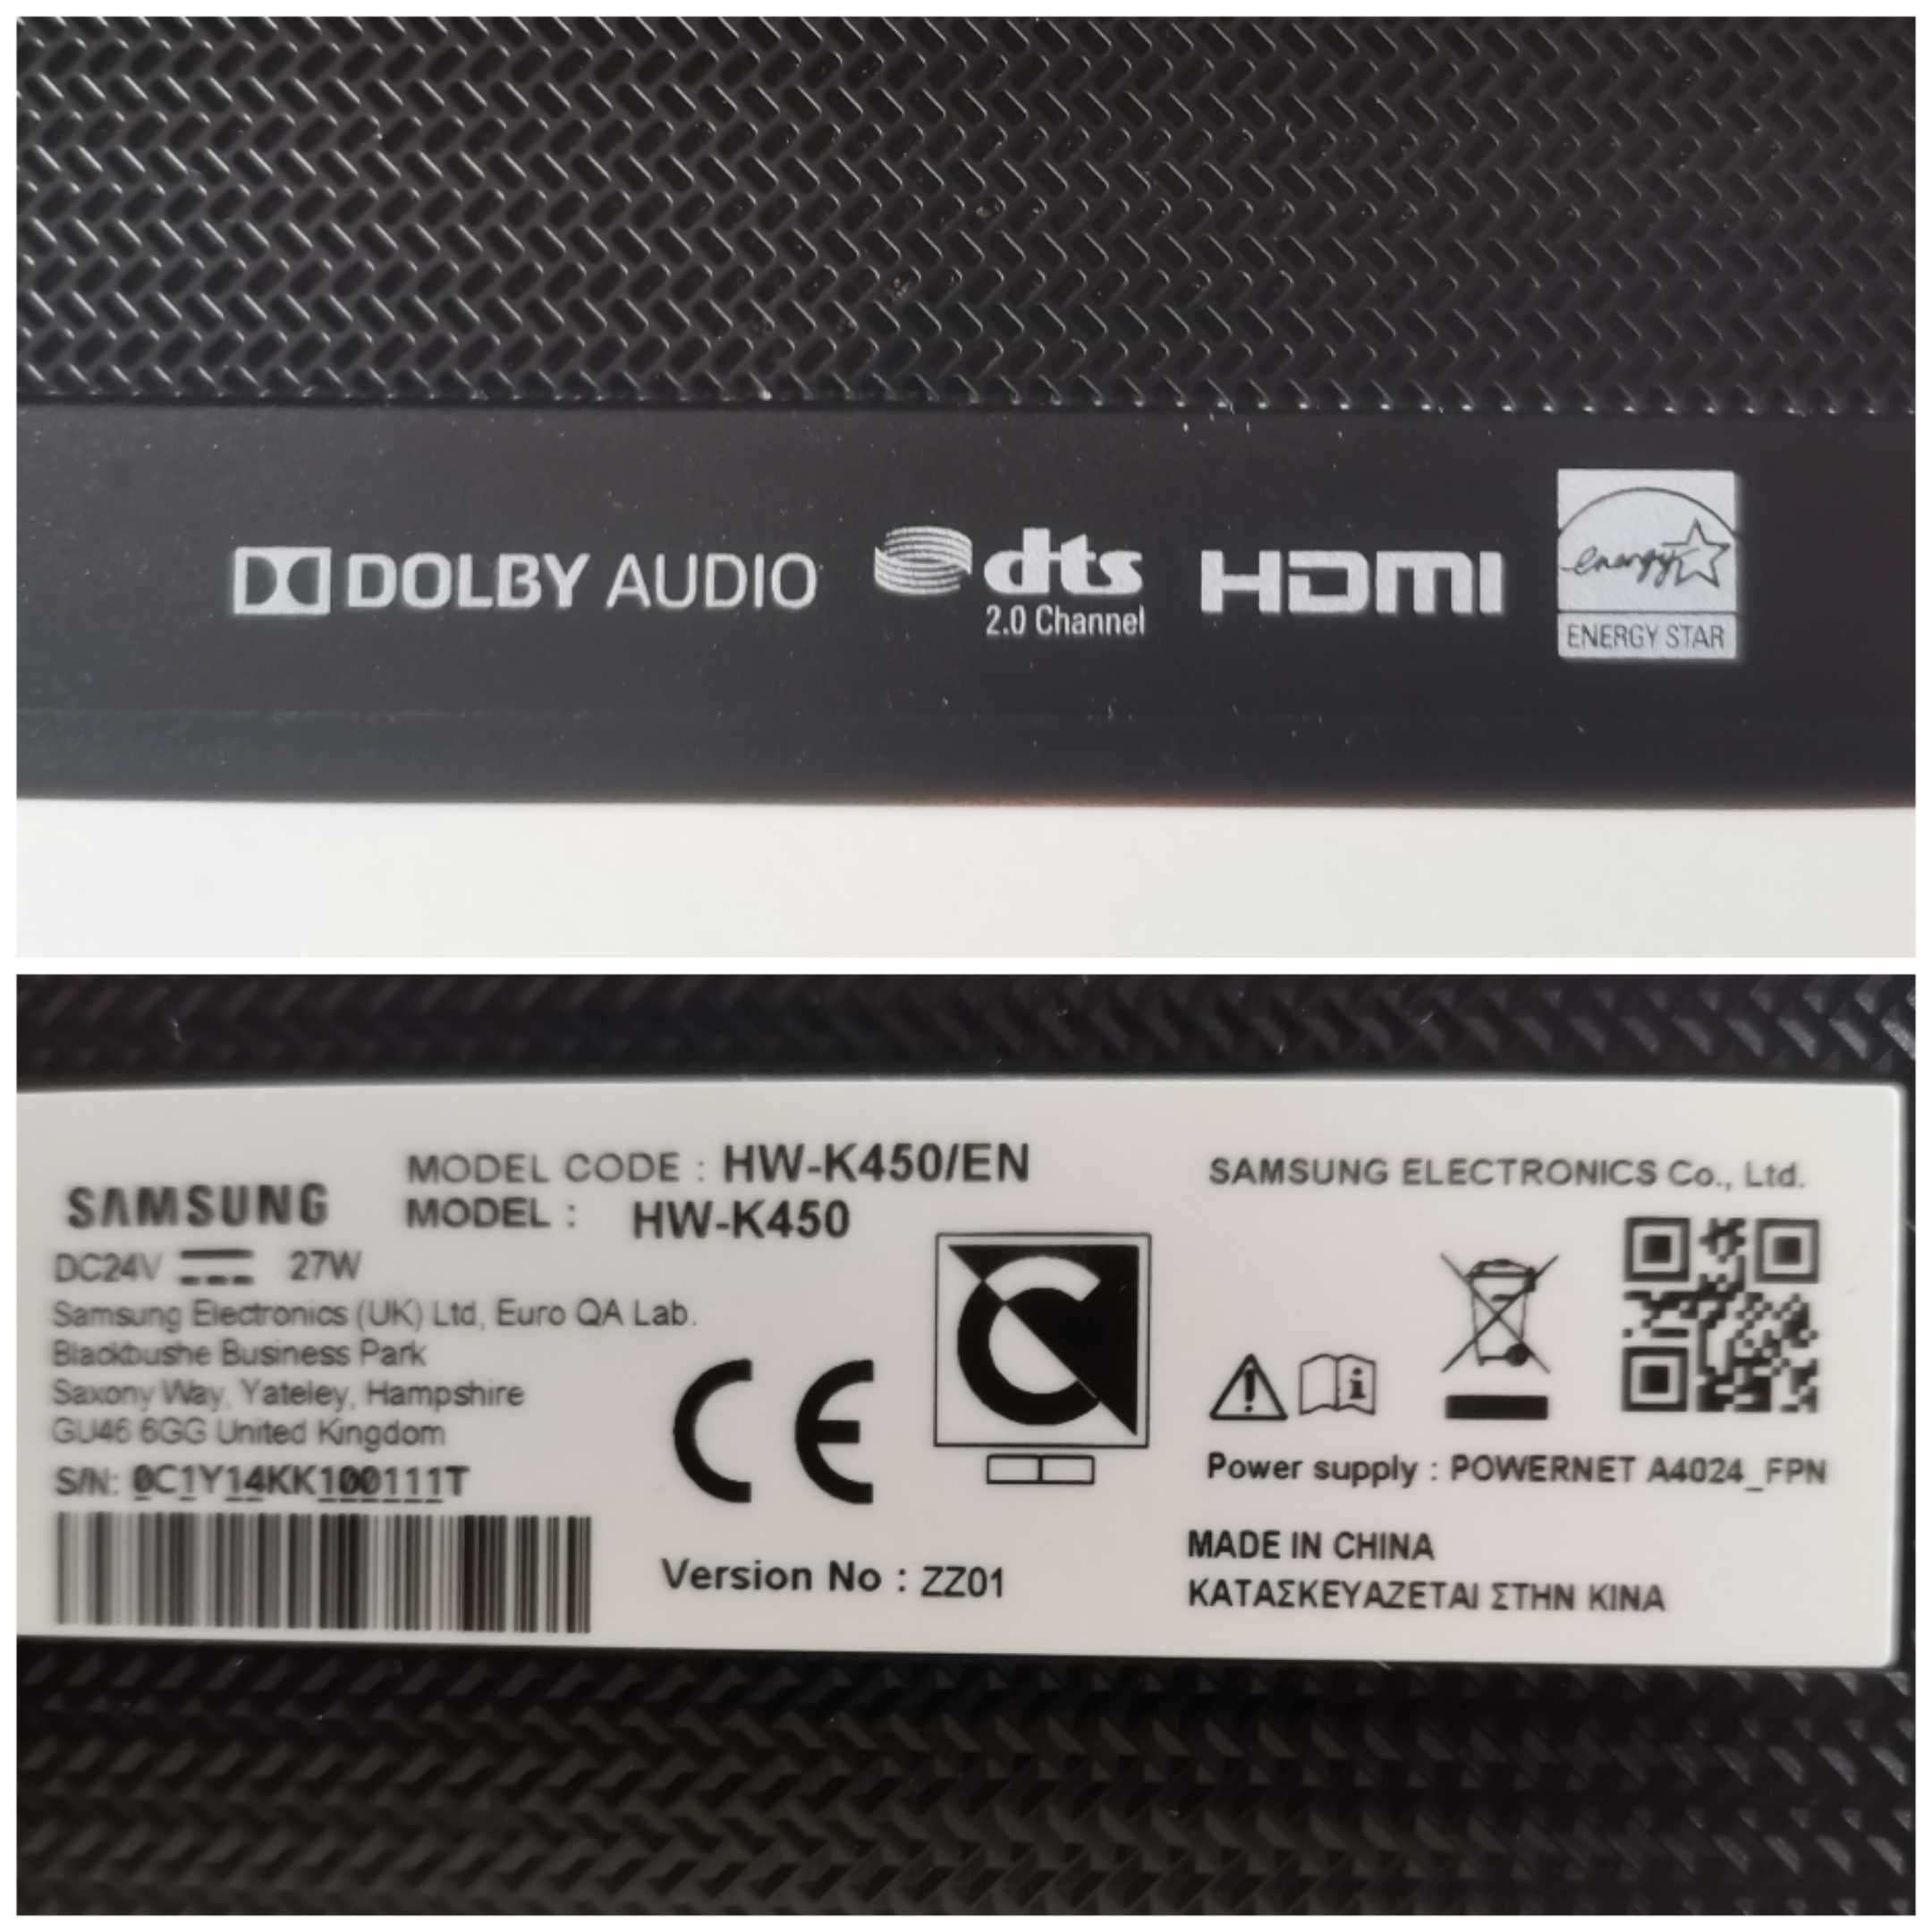 DOLBY AUDIO
dts
2.0 Channel
HDMI
energy
ENERGY STAR
SAMSUNG
MODEL CODE : HW-K450/EN
MODEL : HW-K450
DC24V 27W
Samsung Electronics (UK) Ltd, Euro QA Lab.
Blackbushe Business Park
Saxony Way, Yateley, Hampshire
GU46 6GG United Kingdom
S/N: 0C1Y14KK100111T
CE
Version No : ZZ01
SAMSUNG ELECTRONICS Co., Ltd.
Power supply : POWERNET A4024_FPN
MADE IN CHINA
ΚΑΤΑΣΚΕΥΑΖΕΤΑΙ ΣΤΗΝ ΚΙΝΑ